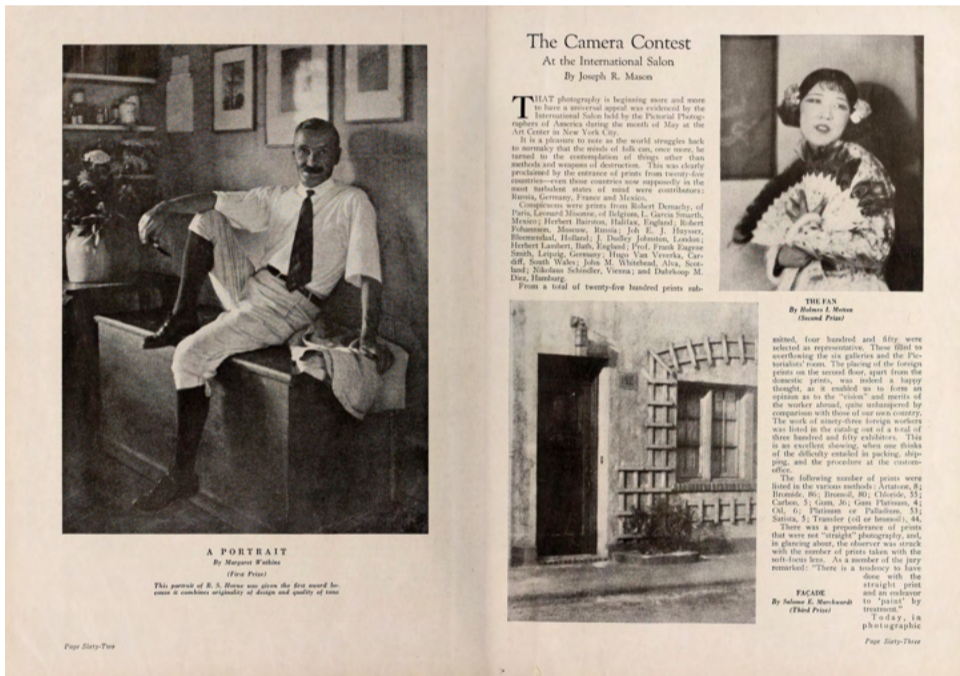 A PORTRAIT
By Margaret Watkins
(First Prize)
This portrait of B. S. Horne was given the first award be-
cause it combines originality of design and quality of tone
Page Sixty-Two
The Camera Contest
At the International Salon
By Joseph R. Mason
THAT photography is beginning more and more
to have a universal appeal was evidenced by the
International Salon held by the Pictorial Photog-
raphers of America during the month of May at the
Art Center in New York City.
It is a pleasure to note as the world struggles back
to normalcy that the minds of folk can, once more, be
turned to the contemplation of things other than
methods and weapons of destruction. This was clearly
proclaimed by the entrance of prints from twenty-five
countries—even those countries now supposedly in the
most turbulent states of mind were contributors:
Russia, Germany, France and Mexico.
Conspicuous were prints from Robert Demachy, of
Paris, Leonard Misonne, of Belgium, L. Garcia Smarth,
Mexico; Herbert Bairston, Halifax, England; Robert
Fohansson, Moscow, Russia; Joh E. J. Huysser,
Bloemendaal, Holland; J. Dudley Johnston, London;
Herbert Lambert, Bath, England; Prof. Frank Eugene
Smith, Leipzig, Germany; Hugo Van Veverka, Car-
diff, South Wales; John M. Whitehead, Alva, Scot-
land; Nikolaus Schindler, Vienna; and Duhrkoop M.
Diez, Hamburg.
From a total of twenty-five hundred prints sub-
THE FAN
By Holmes I.
(Second Prize)
mitted, four hundred and fifty were
selected as representative. These filled to
overflowing the six galleries and the Pic-
torialists' room. The placing of the foreign
prints on the second floor, apart from the
domestic prints, was indeed a happy
thought, as it enabled us to form an
opinion as to the "vision" and merits of
the worker abroad, quite unhampered by
comparison with those of our own country.
The work of ninety-three foreign workers
was listed in the catalog out of a total of
three hundred and fifty exhibitors. This
is an excellent showing, when one thinks
of the difficulty entailed in packing, ship-
ping, and the procedure at the custom-
office.
The following number of prints were
listed in the various methods: Artatone, 8;
Bromide, 86; Bromoil, 80; Chloride, 55;
Carbon, 5; Gum, 36; Gum Platinum, 4;
Oil, 6; Platinum or Palladium, 53;
Satista, 5; Transfer (oil or bromoil), 44.
There was a preponderance of prints
that were not "straight" photography, and,
in glancing about, the observer was struck
with the number of prints taken with the
soft-focus lens. As a member of the jury
remarked: "There is a tendency to have
done with the
straight print
and an endeavor
to 'paint' by
treatment."
Today, in
photographic
FAÇADE
By Salome E. Marckwardt
(Third Prize)
Page Sixty-Three